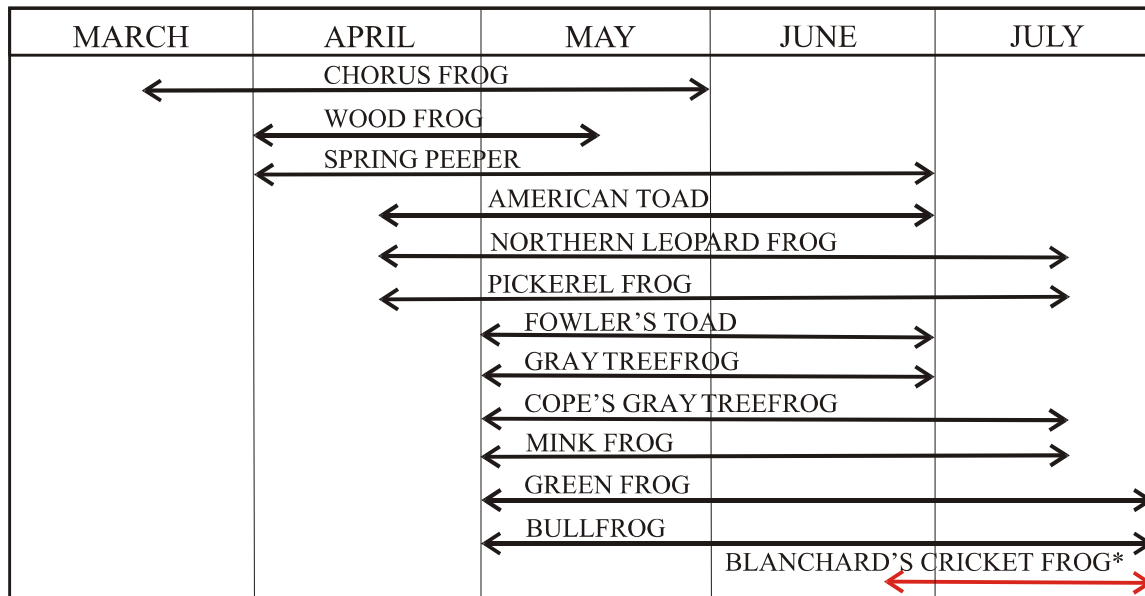 MARCH APRIL MAY JUNE JULY
CHORUS FROG
WOOD FROG
SPRING PEEPER
AMERICAN TOAD
NORTHERN LEOPARD FROG
PICKEREL FROG
FOWLER’S TOAD
GRAY TREEFROG
COPE’S GRAY TREEFROG
MINK FROG
GREEN FROG
BULLFROG
BLANCHARD’S CRICKET FROG*